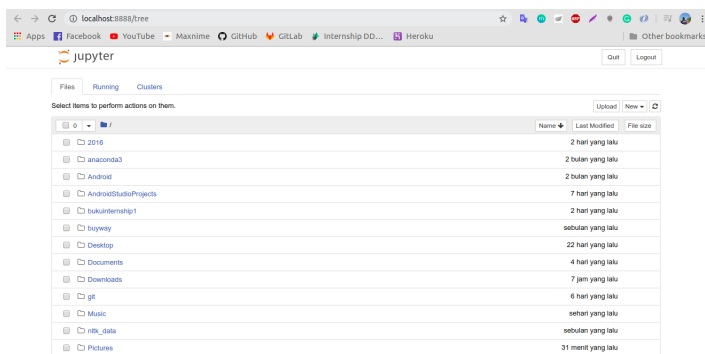 localhost:8888/tree
Apps Facebook YouTube Maxnime GitHub GitLab Internship DD... Heroku Other bookmarks
jupyter Quit Logout
Files Running Clusters
Select items to perform actions on them. Upload New
0 / Name Last Modified File size
2016 2 hari yang lalu
anaconda3 2 bulan yang lalu
Android 2 bulan yang lalu
AndroidStudioProjects 7 hari yang lalu
bukuinternship1 2 hari yang lalu
buyway sebulan yang lalu
Desktop 22 hari yang lalu
Documents 4 hari yang lalu
Downloads 7 jam yang lalu
git 6 hari yang lalu
Music sehari yang lalu
nltk_data sebulan yang lalu
Pictures 31 menit yang lalu